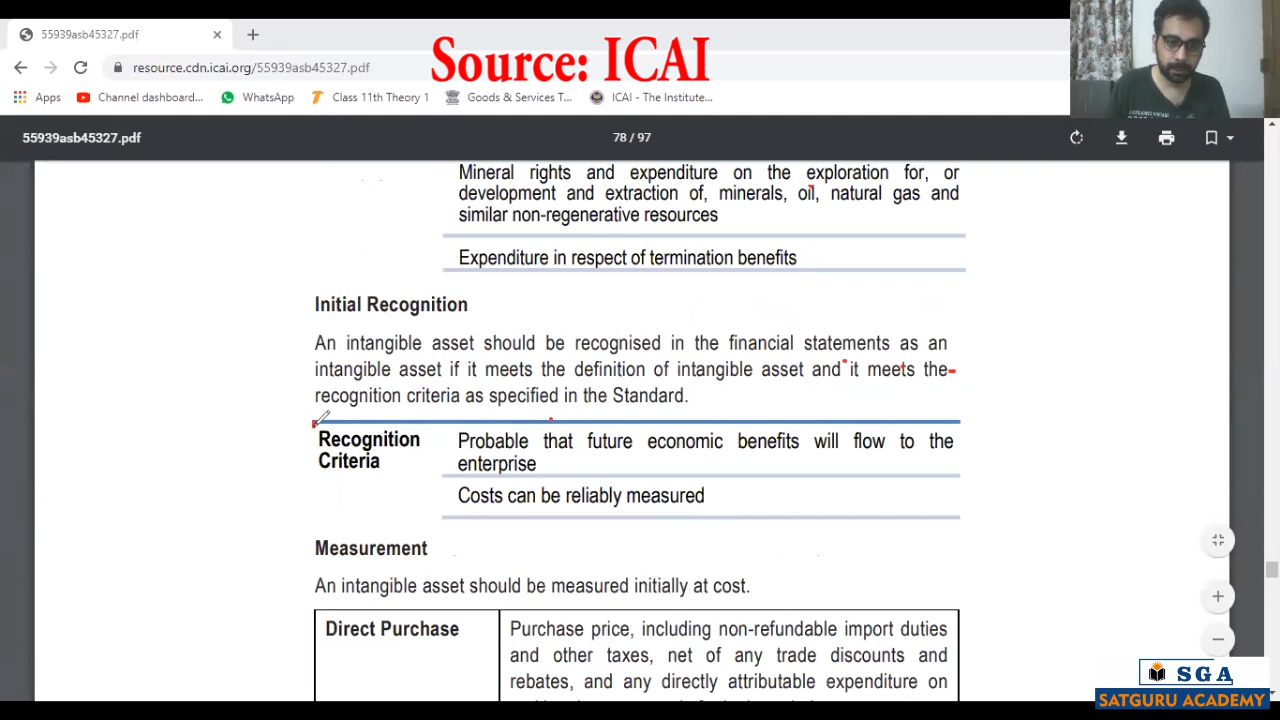 55939asb45327.pdf
Source: ICAI
resource.cdn.icai.org/55939asb45327.pdf
Apps
Channel dashboard...
WhatsApp
Class 11th Theory 1
Goods & Services T...
ICAI - The Institute...
55939asb45327.pdf
78 / 97
Mineral rights and expenditure on the exploration for, or
development and extraction of, minerals, oil, natural gas and
similar non-regenerative resources
Expenditure in respect of termination benefits
Initial Recognition
An intangible asset should be recognised in the financial statements as an
intangible asset if it meets the definition of intangible asset and it meets the
recognition criteria as specified in the Standard.
Recognition
Criteria
Probable that future economic benefits will flow to the
enterprise
Costs can be reliably measured
Measurement
An intangible asset should be measured initially at cost.
Direct Purchase
Purchase price, including non-refundable import duties
and other taxes, net of any trade discounts and
rebates, and any directly attributable expenditure on
SGA
SATGURU ACADEMY